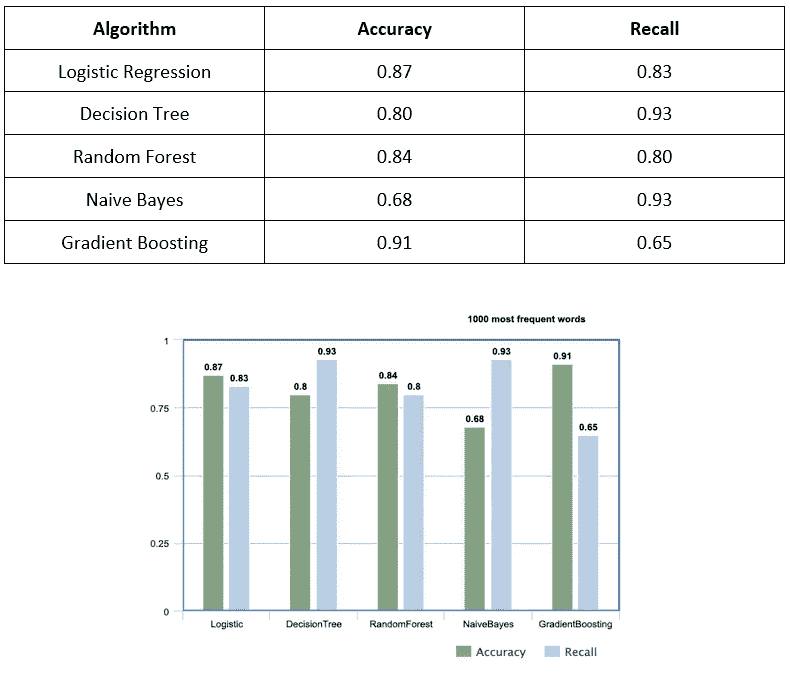 Algorithm Accuracy Recall
Logistic Regression 0.87 0.83
Decision Tree 0.80 0.93
Random Forest 0.84 0.80
Naive Bayes 0.68 0.93
Gradient Boosting 0.91 0.65
1000 most frequent words
1
0.75
0.5
0.25
0
0.87 0.83 0.8 0.93 0.84 0.8 0.68 0.93 0.91 0.65
Logistic DecisionTree RandomForest NaiveBayes GradientBoosting
Accuracy Recall